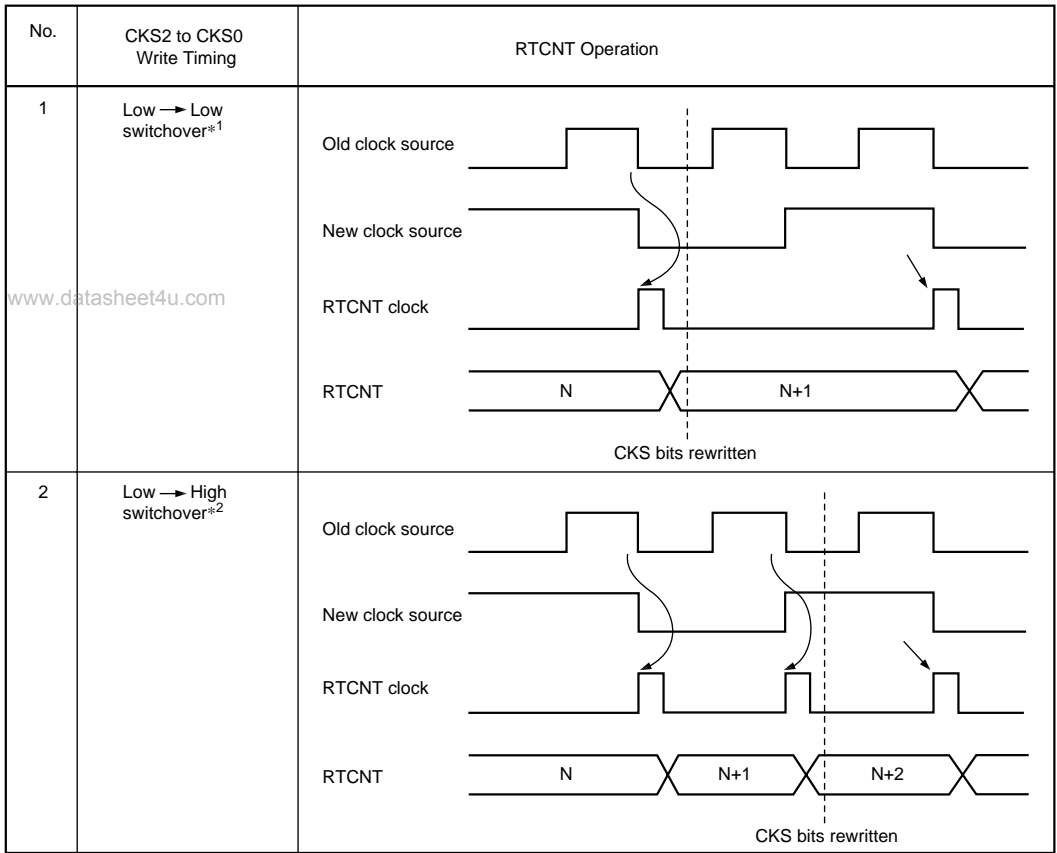 No.
CKS2 to CKS0
Write Timing
RTCNT Operation
1
Low → Low
switchover*1
Old clock source
New clock source
RTCNT clock
RTCNT
N
N+1
CKS bits rewritten
www.datasheet4u.com
2
Low → High
switchover*2
Old clock source
New clock source
RTCNT clock
RTCNT
N
N+1
N+2
CKS bits rewritten